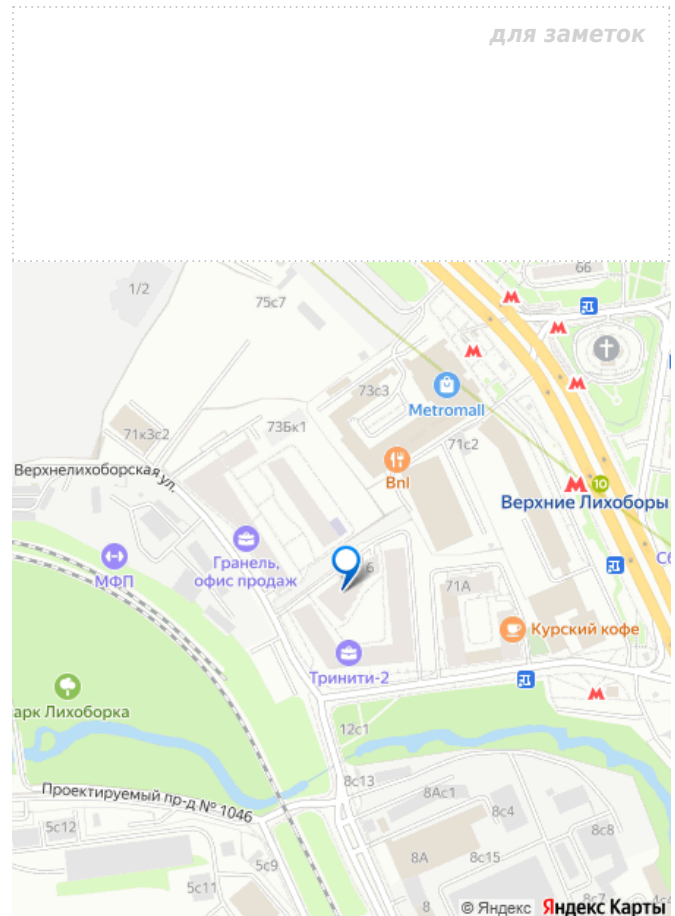 для заметок
66
1/2
75с7
73с3
Metromall
73Бк1
71к3с2
71с2
Bnl
Верхнелихоборская ул.
10
Верхние Лихоборы
МФП
Гранель,
офис продаж
6
71А
Курский кофе
Тринити-2
арк Лихоборка
12с1
8с13
Проектируемый пр-д № 1046
8Ас1
8с4
5с12
8с8
8А
8с15
5с9
5с11
8
8с7
© Яндекс Яндекс Карты